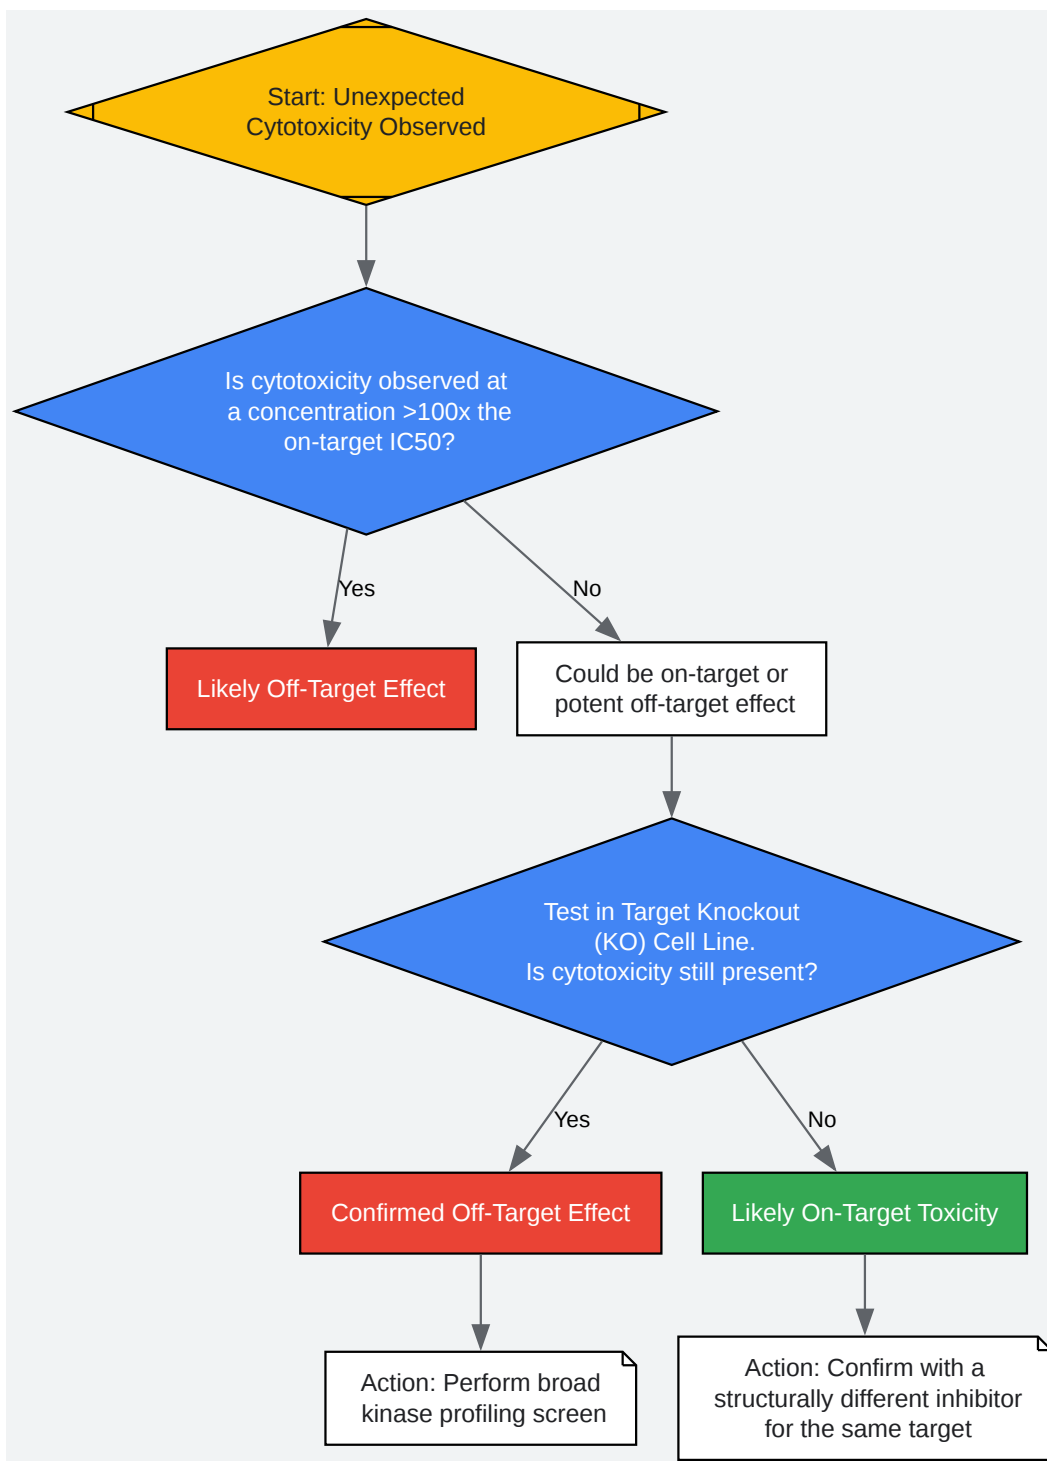 Start: Unexpected
Cytotoxicity Observed
Is cytotoxicity observed at
a concentration >100x the
on-target IC50?
Yes
No
Likely Off-Target Effect
Could be on-target or
potent off-target effect
Test in Target Knockout
(KO) Cell Line.
Is cytotoxicity still present?
Yes
No
Confirmed Off-Target Effect
Likely On-Target Toxicity
Action: Perform broad
kinase profiling screen
Action: Confirm with a
structurally different inhibitor
for the same target